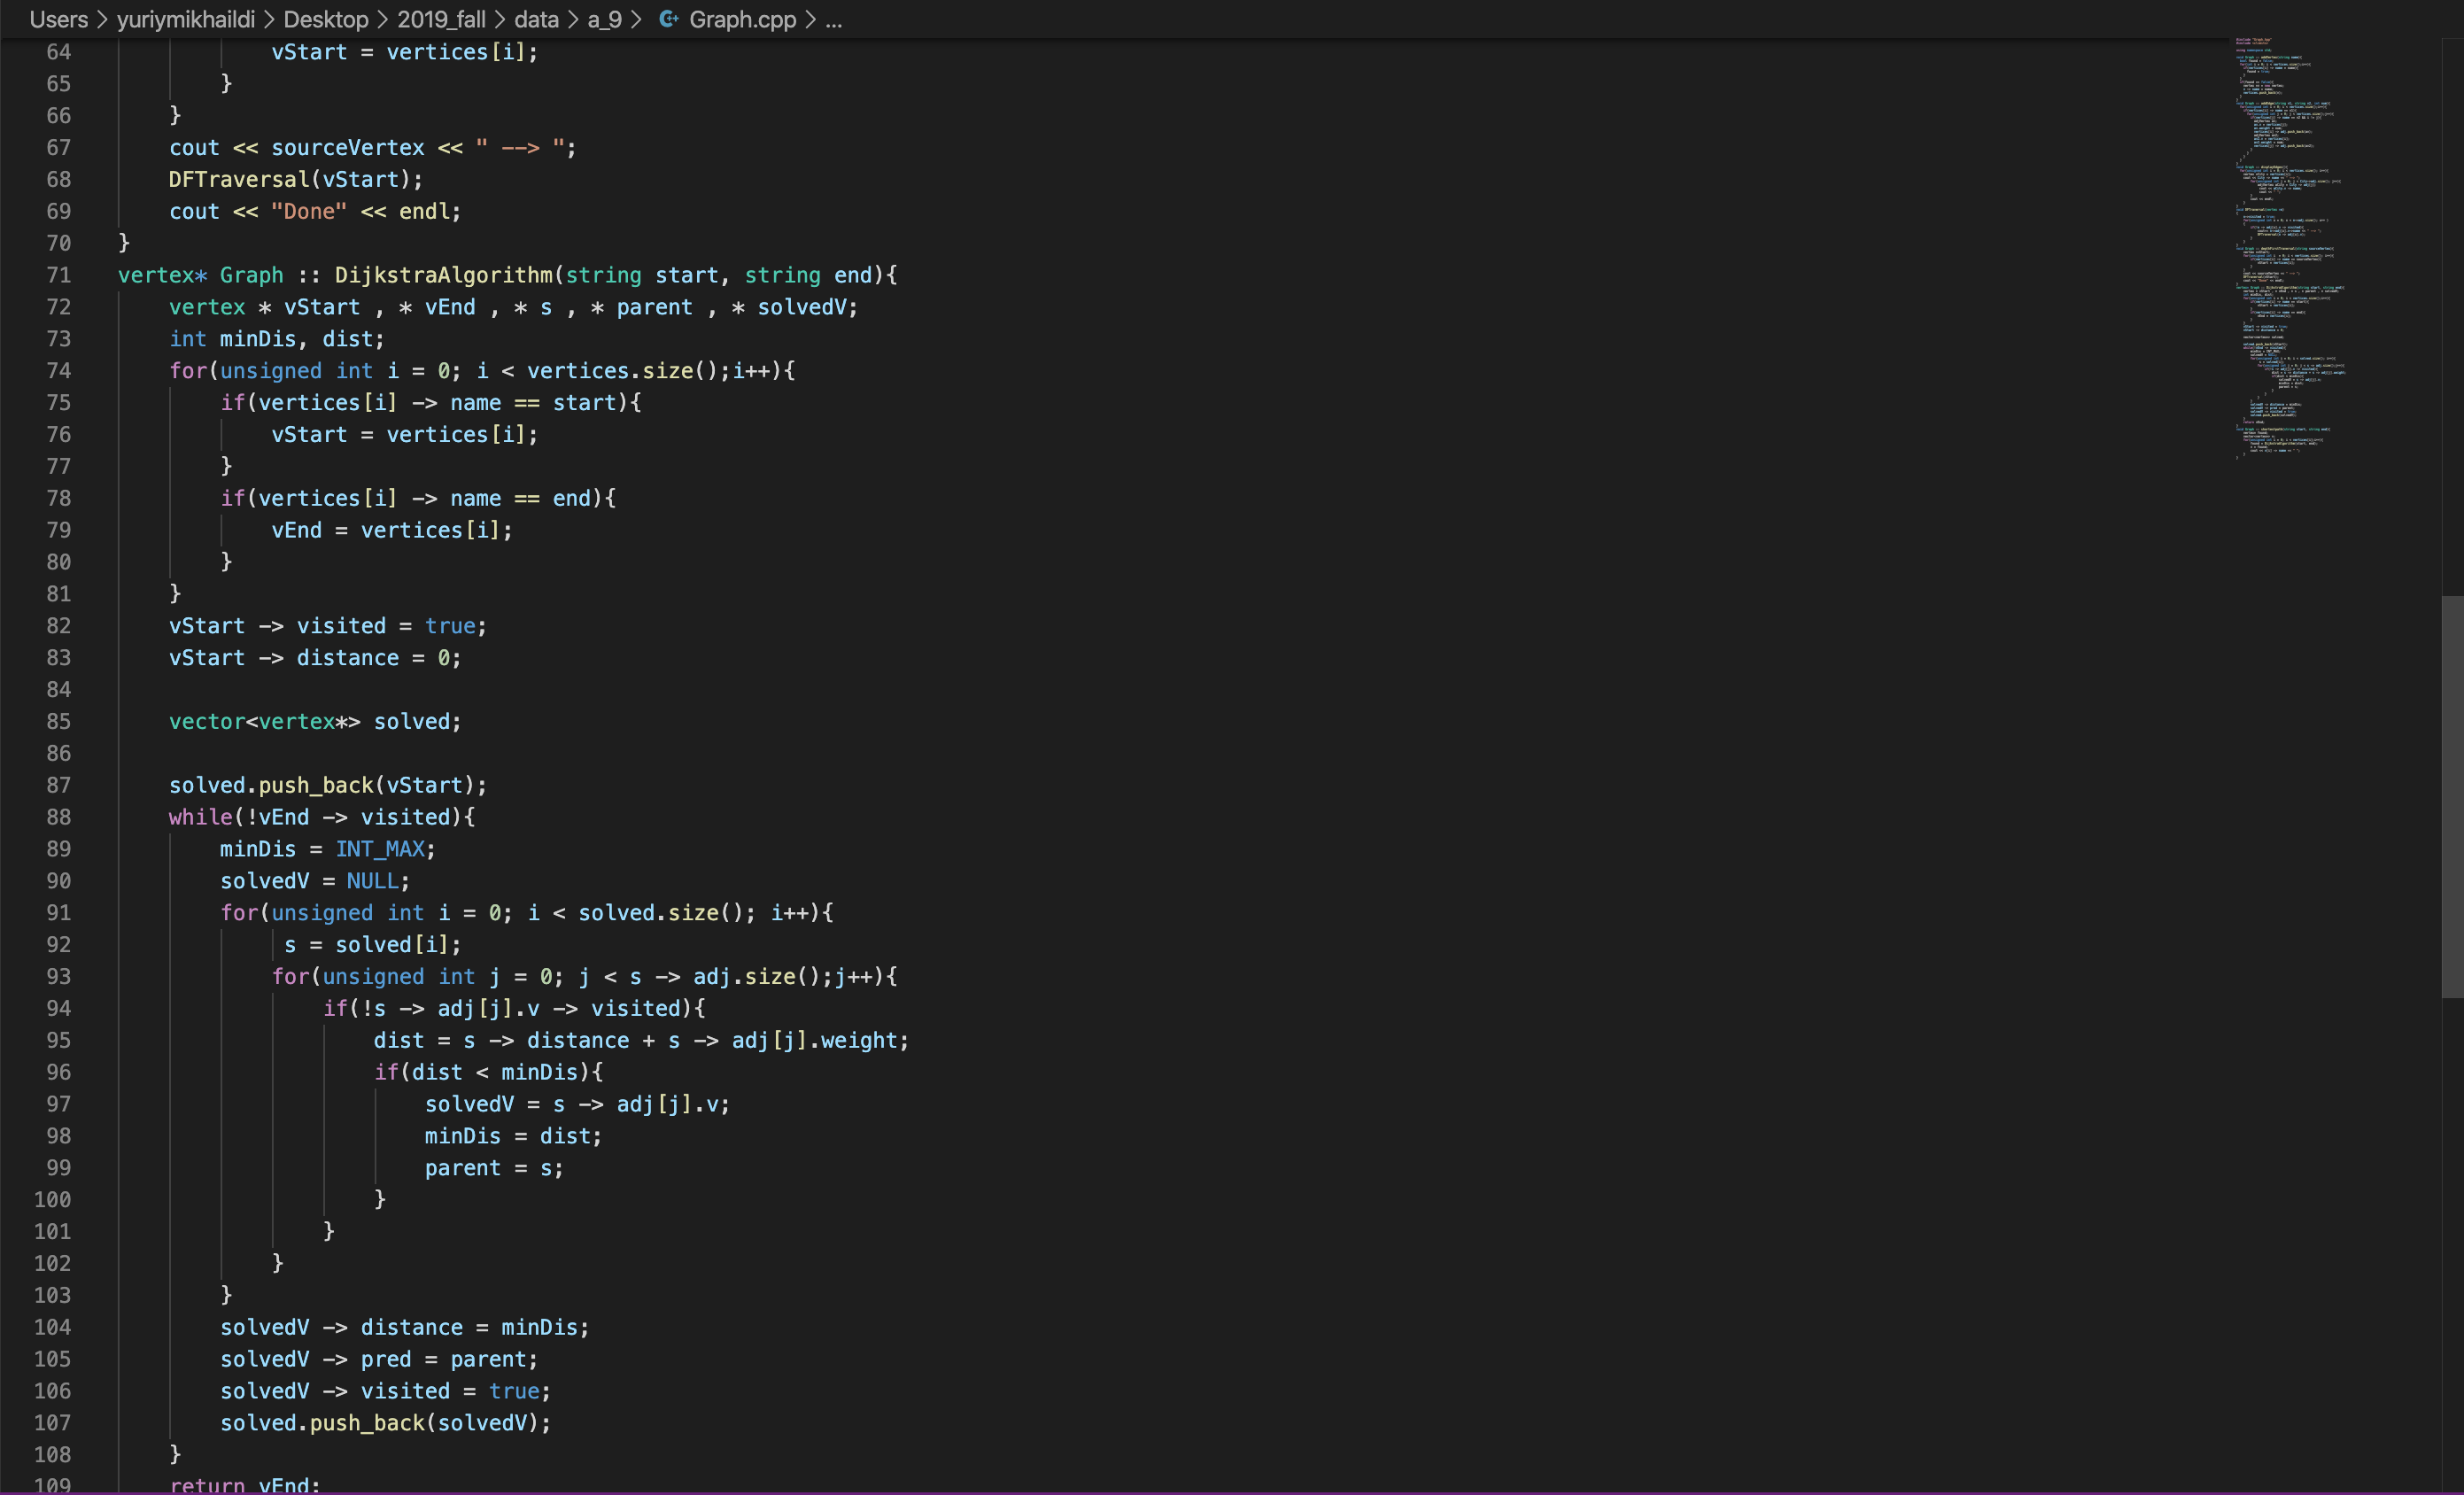 Users > yuriymikhaildi > Desktop > 2019_fall > data > a_9 > Graph.cpp > ...
64 vStart = vertices[i];
65 }
66 }
67 cout << sourceVertex << " --> ";
68 DFTraversal(vStart);
69 cout << "Done" << endl;
70 }
71 vertex* Graph :: DijkstraAlgorithm(string start, string end){
72 vertex * vStart , * vEnd , * s , * parent , * solvedV;
73 int minDis, dist;
74 for(unsigned int i = 0; i < vertices.size();i++){
75 if(vertices[i] -> name == start){
76 vStart = vertices[i];
77 }
78 if(vertices[i] -> name == end){
79 vEnd = vertices[i];
80 }
81 }
82 vStart -> visited = true;
83 vStart -> distance = 0;
84
85 vector<vertex*> solved;
86
87 solved.push_back(vStart);
88 while(!vEnd -> visited){
89 minDis = INT_MAX;
90 solvedV = NULL;
91 for(unsigned int i = 0; i < solved.size(); i++){
92 s = solved[i];
93 for(unsigned int j = 0; j < s -> adj.size();j++){
94 if(!s -> adj[j].v -> visited){
95 dist = s -> distance + s -> adj[j].weight;
96 if(dist < minDis){
97 solvedV = s -> adj[j].v;
98 minDis = dist;
99 parent = s;
100 }
101 }
102 }
103 }
104 solvedV -> distance = minDis;
105 solvedV -> pred = parent;
106 solvedV -> visited = true;
107 solved.push_back(solvedV);
108 }
109 return vEnd;